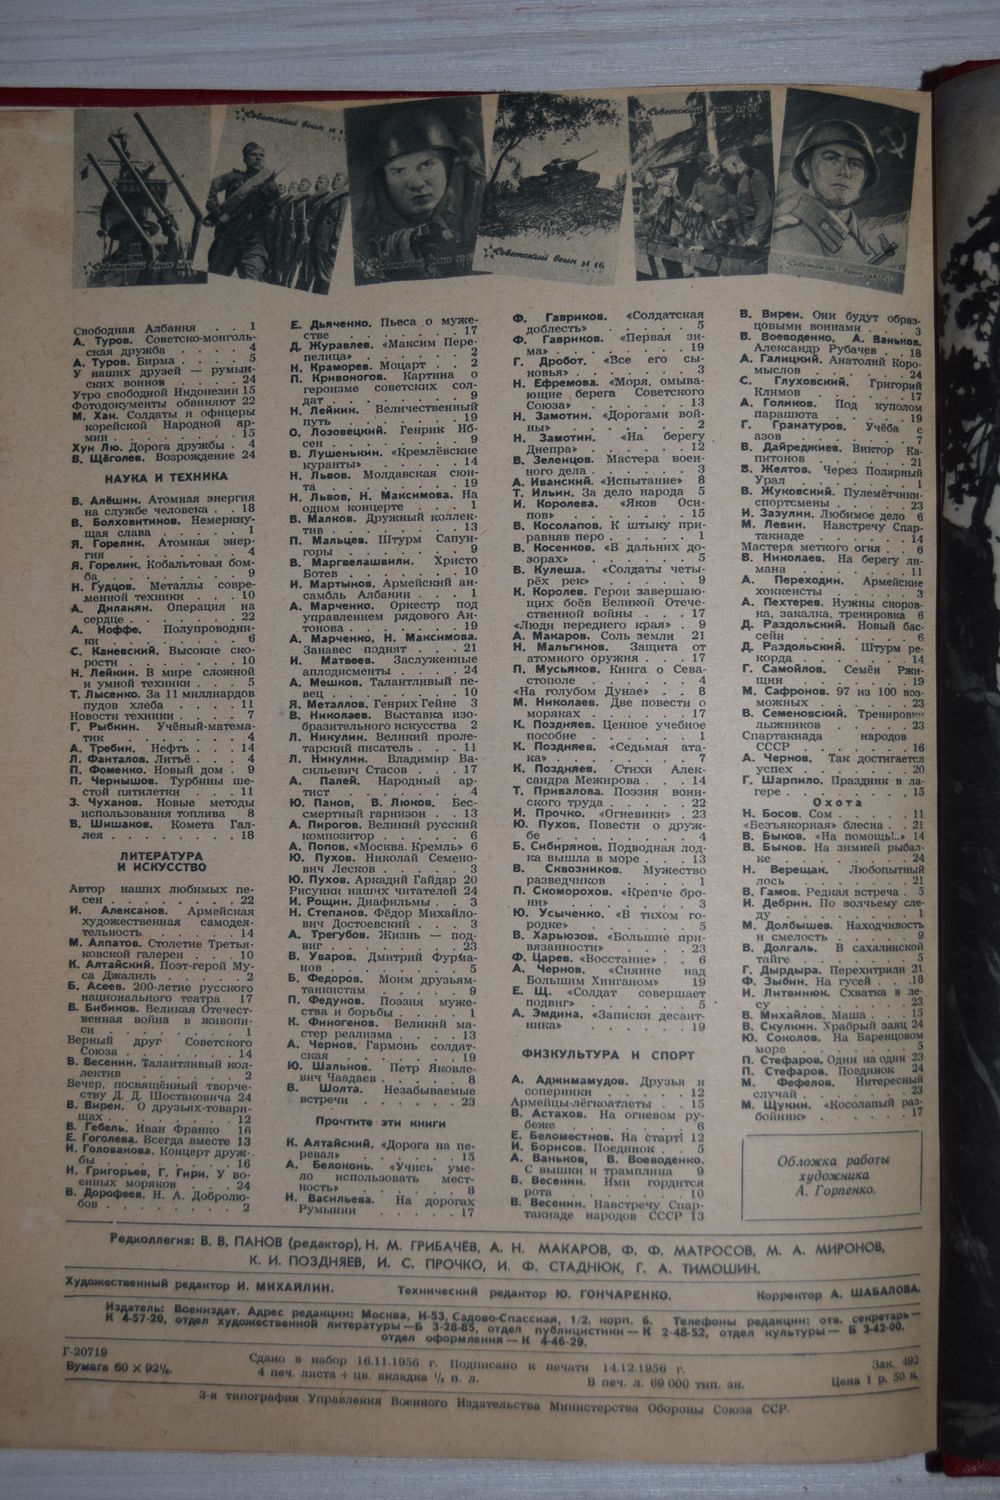 Советский воин № 16
Свободная Албания . . 1
А. Туров. Советско-монголь-
ская дружба . . . . 4
А. Туров. Бирма . . . . 5
У наших друзей — румын-
ских воинов . . . . 24
Утро свободной Индонезии 15
Фотодокументы обвиняют 22
М. Хан. Солдаты и офицеры
корейской Народной ар-
мии . . . . . . . 15
Хун Лю. Дорога дружбы . 4
В. Щёголев. Возрождение 24
НАУКА И ТЕХНИКА
В. Алёшин. Атомная энергия
на службе человека . . 18
В. Болховитинов. Немеркну-
щая слава . . . . .
Я. Горелик. Атомная энер-
гия . . . . . . . 4
Я. Горелик. Кобальтовая бом-
ба . . . . . . . 9
Н. Гудцов. Металлы совре-
менной техники . . . 10
А. Диланян. Операция на
сердце . . . . . . 22
А. Иоффе. Полупроводни-
ки . . . . . . . 6
С. Каневский. Высокие ско-
рости . . . . . . 10
Н. Лейкин. В мире сложной
и умной техники . . . 5
Т. Лысенко. За 11 миллиардов
пудов хлеба . . . . 11
Новости техники . . . . 7
Г. Рыбкин. Учёный-матема-
тик . . . . . . . 4
А. Требин. Нефть . . . 14
Л. Фанталов. Литьё . . . 4
П. Фоменко. Новый дом . 9
П. Чернышов. Турбины ше-
стой пятилетки . . . 11
З. Чуханов. Новые методы
использования топлива 8
В. Шишаков. Комета Гал-
лея . . . . . . . 18
ЛИТЕРАТУРА
И ИСКУССТВО
Автор наших любимых пе-
сен . . . . . . . 22
И. Алексанов. Армейская
художественная самодея-
тельность . . . . . 14
М. Алпатов. Столетие Третья-
ковской галереи . . . 10
К. Алтайский. Поэт-герой Му-
са Джалиль . . . . . 2
Б. Асеев. 200-летие русского
национального театра 17
В. Бибиков. Великая Отечест-
венная война в живопи-
си . . . . . . . 1
Верный друг Советского
Союза . . . . . . 14
В. Весенин. Талантливый кол-
лектив . . . . . . 2
Вечер, посвящённый творче-
ству Д. Д. Шостаковича 24
В. Вирен. О друзьях-товари-
щах . . . . . . . 12
В. Гебель. Иван Франко 16
Е. Гоголева. Всегда вместе 13
И. Голованова. Концерт друж-
бы . . . . . . . 16
Н. Григорьев, Г. Гири. У во-
енных моряков . . . 24
В. Дорофеев. Н. А. Добролю-
бов . . . . . . . 2
Е. Дьяченко. Пьеса о муже-
стве . . . . . . 17
Д. Журавлев. «Максим Пере-
пелица» . . . . . 2
Н. Краморев. Моцарт . . 2
П. Кривоногов. Картина о
героизме советских сол-
дат . . . . . . . 9
Н. Лейкин. Величественный
путь . . . . . . 19
О. Лозовецкий. Генрик Иб-
сен . . . . . . . 9
В. Лушенькин. «Кремлёвские
куранты» . . . . . 14
Н. Львов. Молдавская сюи-
та . . . . . . . 19
Н. Львов, Н. Максимова. На
одном концерте . . . 1
В. Малков. Дружный коллек-
тив . . . . . . . 13
П. Мальцев. Штурм Сапун-
горы . . . . . . 9
В. Маргвелашвили. Христо
Ботев . . . . . . 10
И. Мартынов. Армейский ан-
самбль Албании . . . 1
А. Марченко. Оркестр под
управлением рядового Ан-
тонова . . . . . . 19
А. Марченко, Н. Максимова.
Занавес поднят . . . 21
И. Матвеев. Заслуженные
аплодисменты . . . . 24
А. Мешков. Талантливый пе-
вец . . . . . . . 10
Я. Металлов. Генрих Гейне 3
В. Николаев. Выставка изо-
бразительного искусства 2
Л. Никулин. Великий проле-
тарский писатель . . . 11
Л. Никулин. Владимир Ва-
сильевич Стасов . . . 17
А. Палей. Народный ар-
тист . . . . . . 4
Ю. Панов, В. Люков. Бес-
смертный гарнизон . . 13
А. Пирогов. Великий русский
композитор . . . . 6
А. Попов. «Москва. Кремль» 6
Ю. Пухов. Николай Семено-
вич Лесков . . . . . 3
Ю. Пухов. Аркадий Гайдар 20
Рисунки наших читателей 24
И. Рощин. Диафильмы . . 3
Н. Степанов. Фёдор Михайло-
вич Достоевский . . . 3
А. Трегубов. Жизнь — под-
виг . . . . . . . 23
В. Уваров. Дмитрий Фурма-
нов . . . . . . . 5
Б. Федоров. Моим друзьям-
танкистам . . . . . 9
П. Федунов. Поэзия муже-
ства и борьбы . . . . 1
К. Финогенов. Великий ма-
стер реализма . . . . 13
А. Чернов. Гармонь солдат-
ская . . . . . . 19
Ю. Шальнов. Петр Яковле-
вич Чаадаев . . . . 8
В. Шолта. Незабываемые
встречи . . . . . 23
Прочтите эти книги
К. Алтайский. «Дорога на пе-
ревал» . . . . . . 15
А. Белоконь. «Учись уме-
ло использовать мест-
ность» . . . . . . 8
Н. Васильева. На дорогах
Румынии . . . . . 17
Ф. Гавриков. «Солдатская
доблесть» . . . . . 5
Ф. Гавриков. «Первая зи-
ма» . . . . . . . 19
Г. Дробот. «Все его сы-
новья» . . . . . . 3
Н. Ефремова. «Моря, омыва-
ющие берега Советского
Союза» . . . . . . 13
Н. Замотин. «Дорогами вой-
ны» . . . . . . . 2
Н. Замотин. «На берегу
Днепра» . . . . . 12
В. Зеленцов. Мастера воен-
ного дела . . . . . 3
А. Иванский. «Испытание» 8
Т. Ильин. За дело народа 5
И. Королева. «Яков Оси-
пов» . . . . . . 15
В. Косолапов. К штыку при-
равняв перо . . . . 1
В. Косенков. «В дальних до-
зорах» . . . . . . 5
В. Кулеша. «Солдаты четы-
рёх рек» . . . . . 9
К. Королев. Герои завершаю-
щих боёв Великой Отече-
ственной войны . . . 17
«Люди переднего края» . 9
А. Макаров. Соль земли 21
Н. Мальгинов. Защита от
атомного оружия . . . 17
П. Мусьяков. Книга о Сева-
стополе . . . . . 4
«На голубом Дунае» . . 8
М. Николаев. Две повести о
моряках . . . . . 17
К. Поздняев. Ценное учебное
пособие . . . . . 1
К. Поздняев. «Седьмая ата-
ка» . . . . . . . 7
К. Поздняев. Стихи Алек-
сандра Межирова . . . 14
Т. Привалова. Поэзия воин-
ского труда . . . . . 22
И. Прочко. «Огневики» . 23
Ю. Пухов. Повести о друж-
бе . . . . . . . 4
Б. Сибиряков. Подводная лод-
ка вышла в море . . . 13
В. Сквозников. Мужество
разведчиков . . . . 1
П. Скоморохов. «Крепче бро-
ни» . . . . . . . 3
Ю. Усыченко. «В тихом го-
родке» . . . . . . 5
В. Харьюзов. «Большие при-
вязанности» . . . . 23
Ф. Царев. «Восстание» . . 6
А. Чернов. «Сияние над
Большим Хинганом» . 19
Е. Щ. «Солдат совершает
подвиг» . . . . . . 5
А. Эмдина. «Записки десант-
ника» . . . . . . 19
ФИЗКУЛЬТУРА И СПОРТ
А. Аджимамудов. Друзья и
соперники . . . . . 12
Армейцы-лёгкоатлеты . . 15
В. Астахов. На огневом ру-
беже . . . . . . 6
Е. Беломестнов. На старт! 12
И. Борисов. Поединок . . 5
А. Ваньков, В. Воеводенко.
С вышки и трамплина 9
В. Весенин. Ими гордится
рота . . . . . . 10
В. Весенин. Навстречу Спар-
такиаде народов СССР 13
В. Вирен. Они будут образ-
цовыми воинами . . . 3
В. Воеводенко, А. Ваньков.
Александр Рубачев . . 18
А. Галицкий. Анатолий Коро-
мыслов . . . . . . 24
С. Глуховский. Григорий
Климов . . . . . . 17
А. Голиков. Под куполом
парашюта . . . . . 19
Г. Гранатуров. Учёба с
азов . . . . . . . 7
В. Дайреджиев. Виктор Ка-
питонов . . . . . 21
В. Желтов. Через Полярный
Урал . . . . . . 1
В. Жуковский. Пулемётчики-
спортсмены . . . . 23
И. Зазулин. Любимое дело 6
М. Левин. Навстречу Спар-
такиаде . . . . . 14
Мастера меткого огня . . 6
В. Николаев. На берегу ли-
мана . . . . . . 11
А. Переходин. Армейские
хоккеисты . . . . . 3
А. Пехтерев. Нужны сноров-
ка, закалка, тренировка 6
Д. Раздольский. Новый бас-
сейн . . . . . . 6
Д. Раздольский. Штурм ре-
корда . . . . . . 14
Г. Самойлов. Семён Ржи-
щин . . . . . . 19
М. Сафронов. 97 из 100 воз-
можных . . . . . 23
В. Семеновский. Тренировки
лыжников . . . . . 23
Спартакиада народов
СССР . . . . . . 16
А. Чернов. Так достигается
успех . . . . . . 20
Г. Шарпило. Праздник в ла-
гере . . . . . . 15
Охота
Н. Босов. Сом . . . . . 11
«Безъякорная» блесна . . 21
В. Быков. «На помощь!..» 14
В. Быков. На зимней рыбал-
ке . . . . . . . 24
Н. Верещак. Любопытный
лось . . . . . . 21
В. Гамов. Редкая встреча . 5
И. Дебрин. По волчьему сле-
ду . . . . . . . 1
М. Долбышев. Находчивость
и смелость . . . . . 9
В. Долгаль. В сахалинской
тайге . . . . . . 5
Г. Дырдыра. Перехитрили 21
Ф. Зыбин. На гусей . . . 18
И. Литвинюк. Схватка в ле-
су . . . . . . . 23
В. Михайлов. Маша . . . 15
В. Скулкин. Храбрый заяц 24
Ю. Соколов. На Баренцовом
море . . . . . . 5
П. Стефаров. Один на один 23
П. Стефаров. Поединок 24
М. Фефелов. Интересный
случай . . . . . . 23
М. Щукин. «Косолапый раз-
бойник» . . . . . 17
Обложка работы
художника
А. Горпенко.
Редколлегия: В. В. ПАНОВ (редактор), Н. М. ГРИБАЧЁВ, А. Н. МАКАРОВ, Ф. Ф. МАТРОСОВ, М. А. МИРОНОВ,
К. И. ПОЗДНЯЕВ, И. С. ПРОЧКО, И. Ф. СТАДНЮК, Г. А. ТИМОШИН.
Художественный редактор И. МИХАЙЛИН. Технический редактор Ю. ГОНЧАРЕНКО. Корректор А. ШАБАЛОВА.
Издатель: Воениздат. Адрес редакции: Москва, И-53, Садово-Спасская, 1/2, корп. 6. Телефоны редакции: отв. секретарь—
К 4-57-20, отдел художественной литературы—Б 3-28-85, отдел публицистики—К 2-48-52, отдел культуры— Б 3-42-00.
отдел оформления—К 4-46-29.
Г-20719 Сдано в набор 16.11.1956 г. Подписано к печати 14.12.1956 г. Зак. 492
Бумага 60 × 92⅛. 4 печ. листа + цв. вкладка ¼ п. л. В печ. л. 69 000 тип. зн. Цена 1 р. 50 к.
3-я типография Управления Военного Издательства Министерства Обороны Союза ССР.